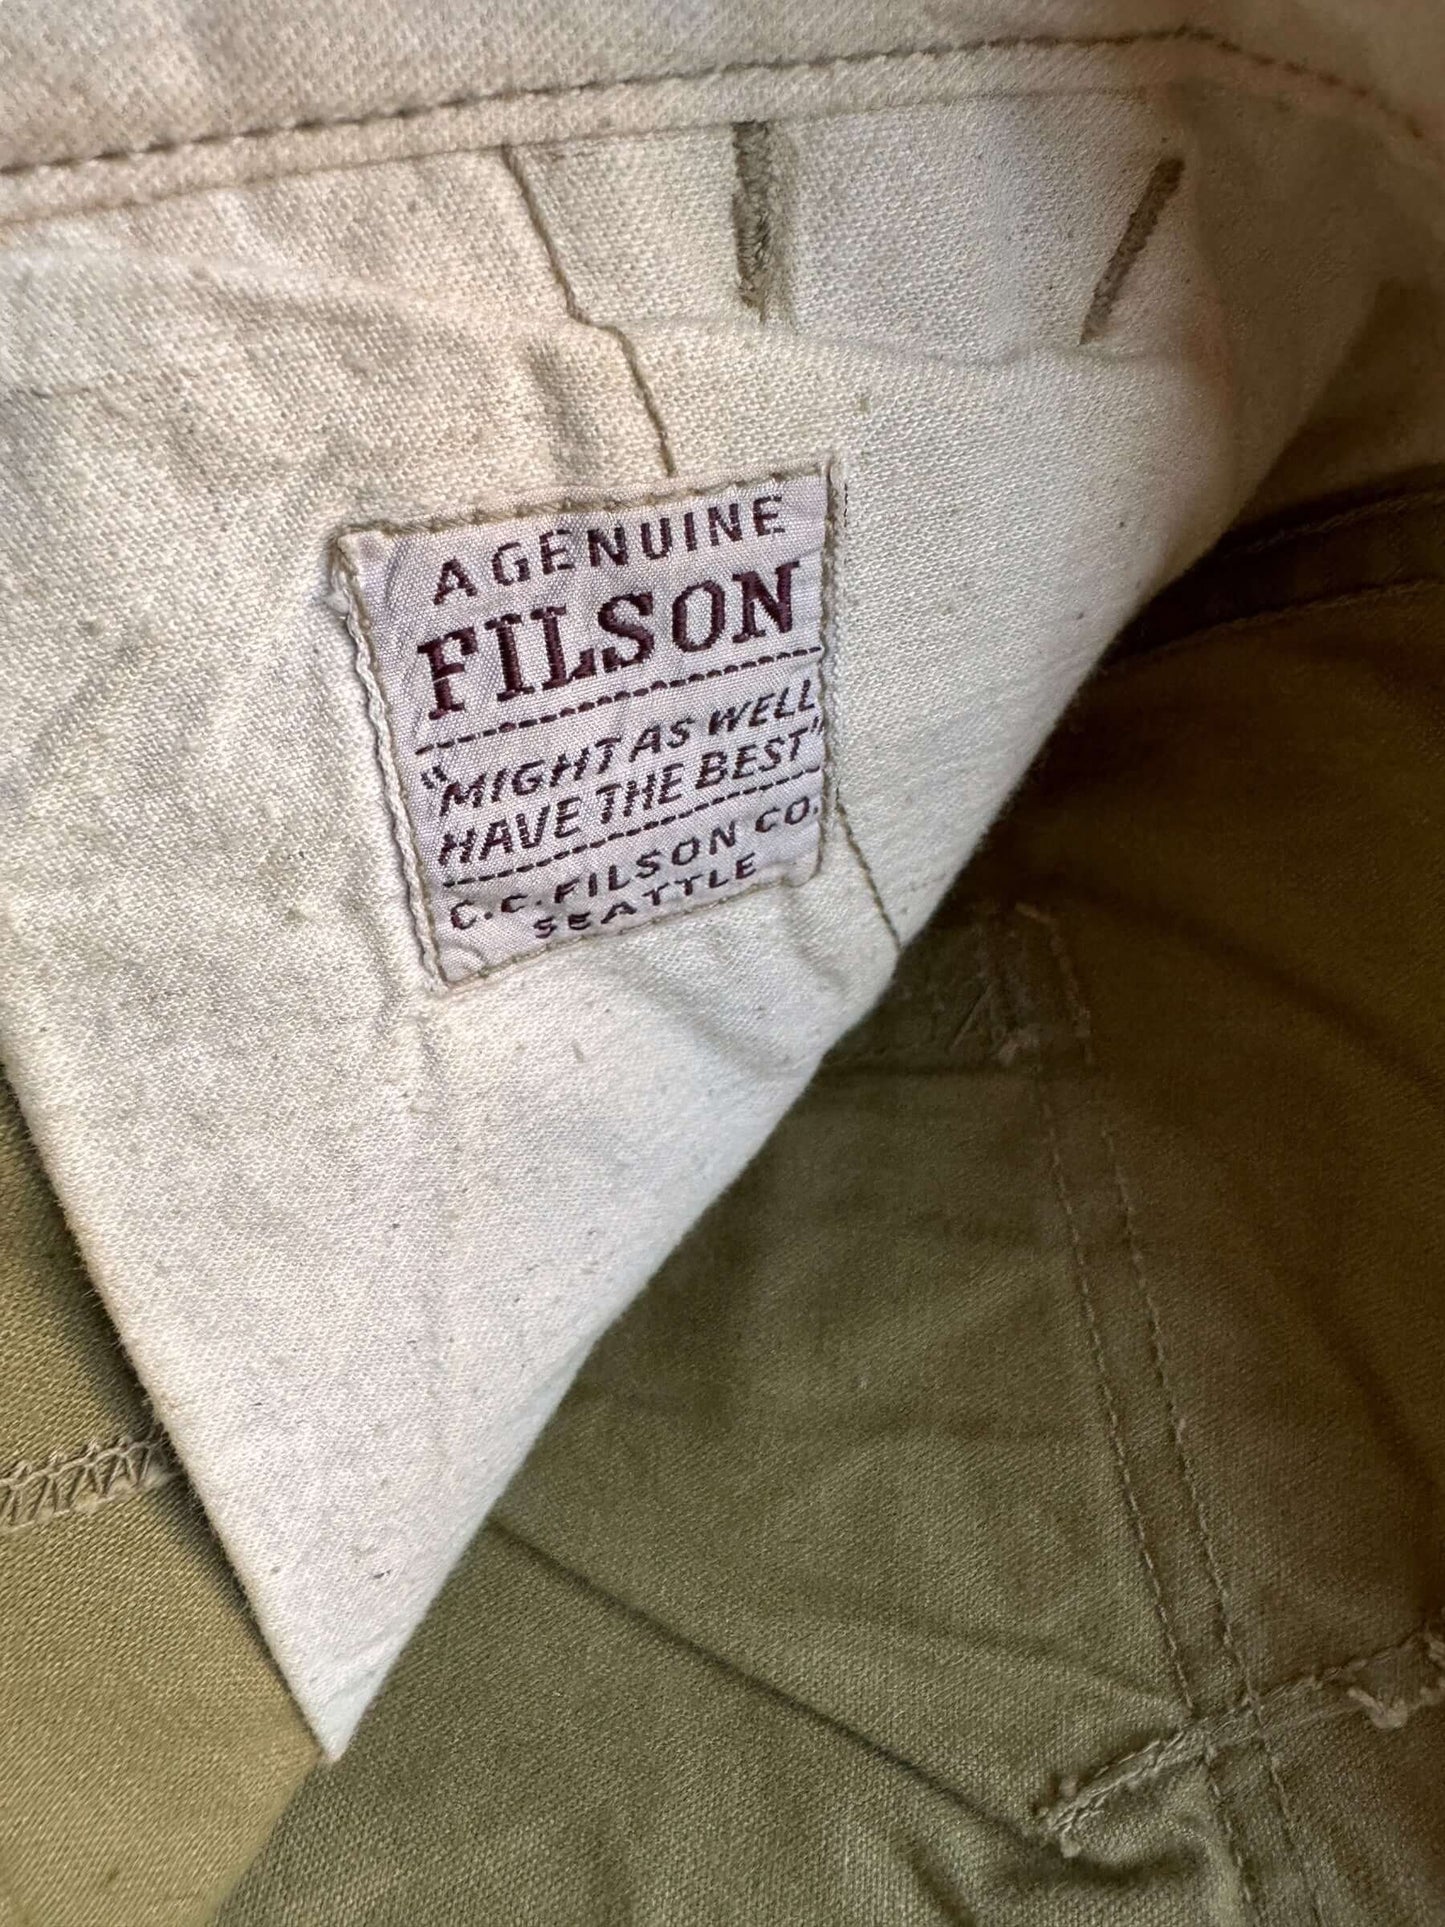 A GENUINE
FILSON
"MIGHT AS WELL
HAVE THE BEST"
C.C. FILSON CO.
SEATTLE